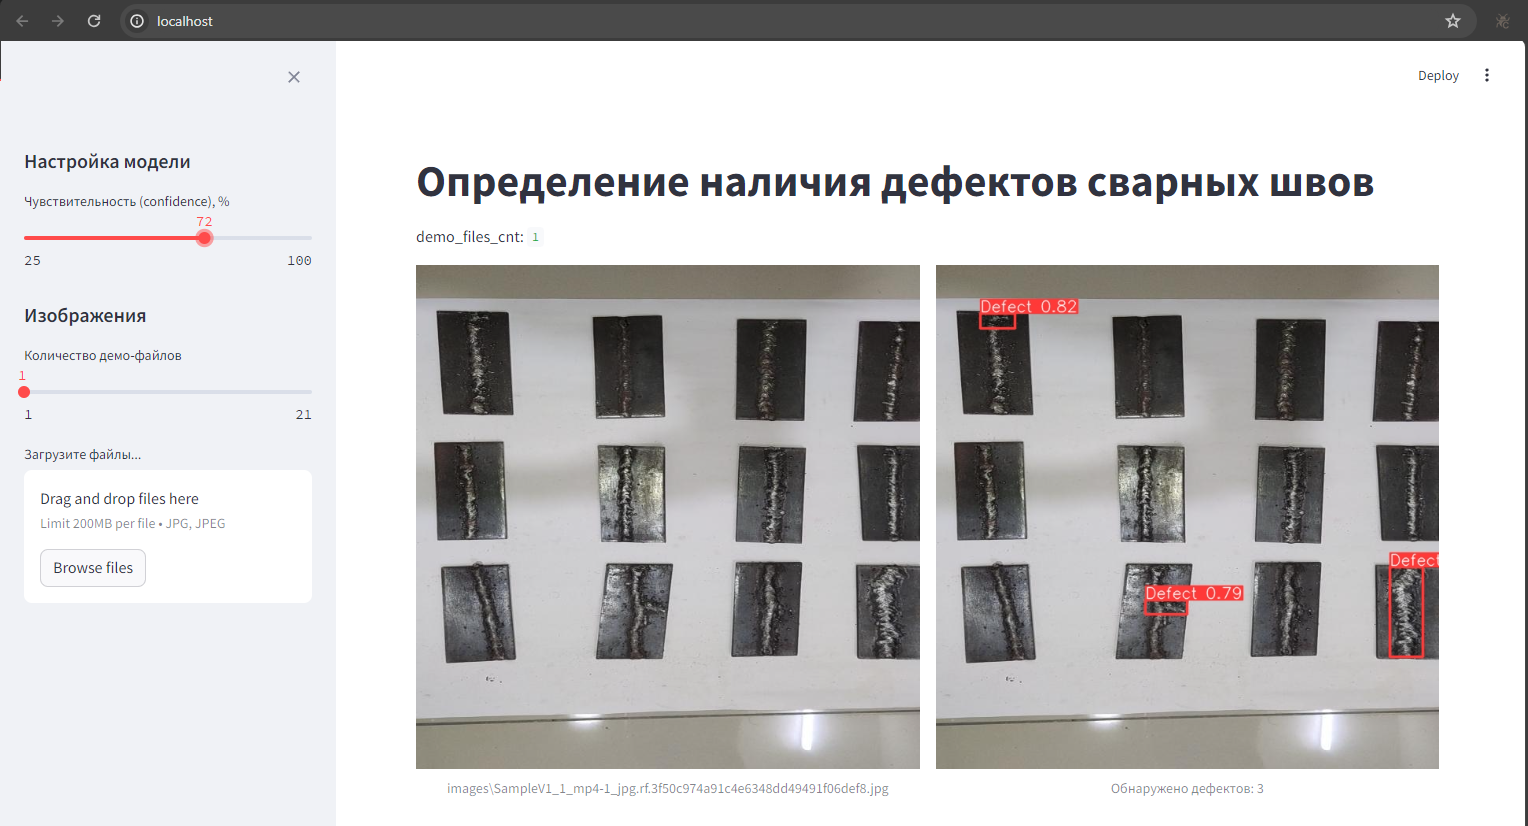 localhost
Deploy
Настройка модели
Чувствительность (confidence), %
72
25 100
Изображения
Количество демо-файлов
1
1 21
Загрузите файлы...
Drag and drop files here
Limit 200MB per file • JPG, JPEG
Browse files
Определение наличия дефектов сварных швов
demo_files_cnt: 1
Defect 0.82
Defect 0.79
Defect
images\SampleV1_1_mp4-1_jpg.rf.3f50c974a91c4e6348dd49491f06def8.jpg
Обнаружено дефектов: 3